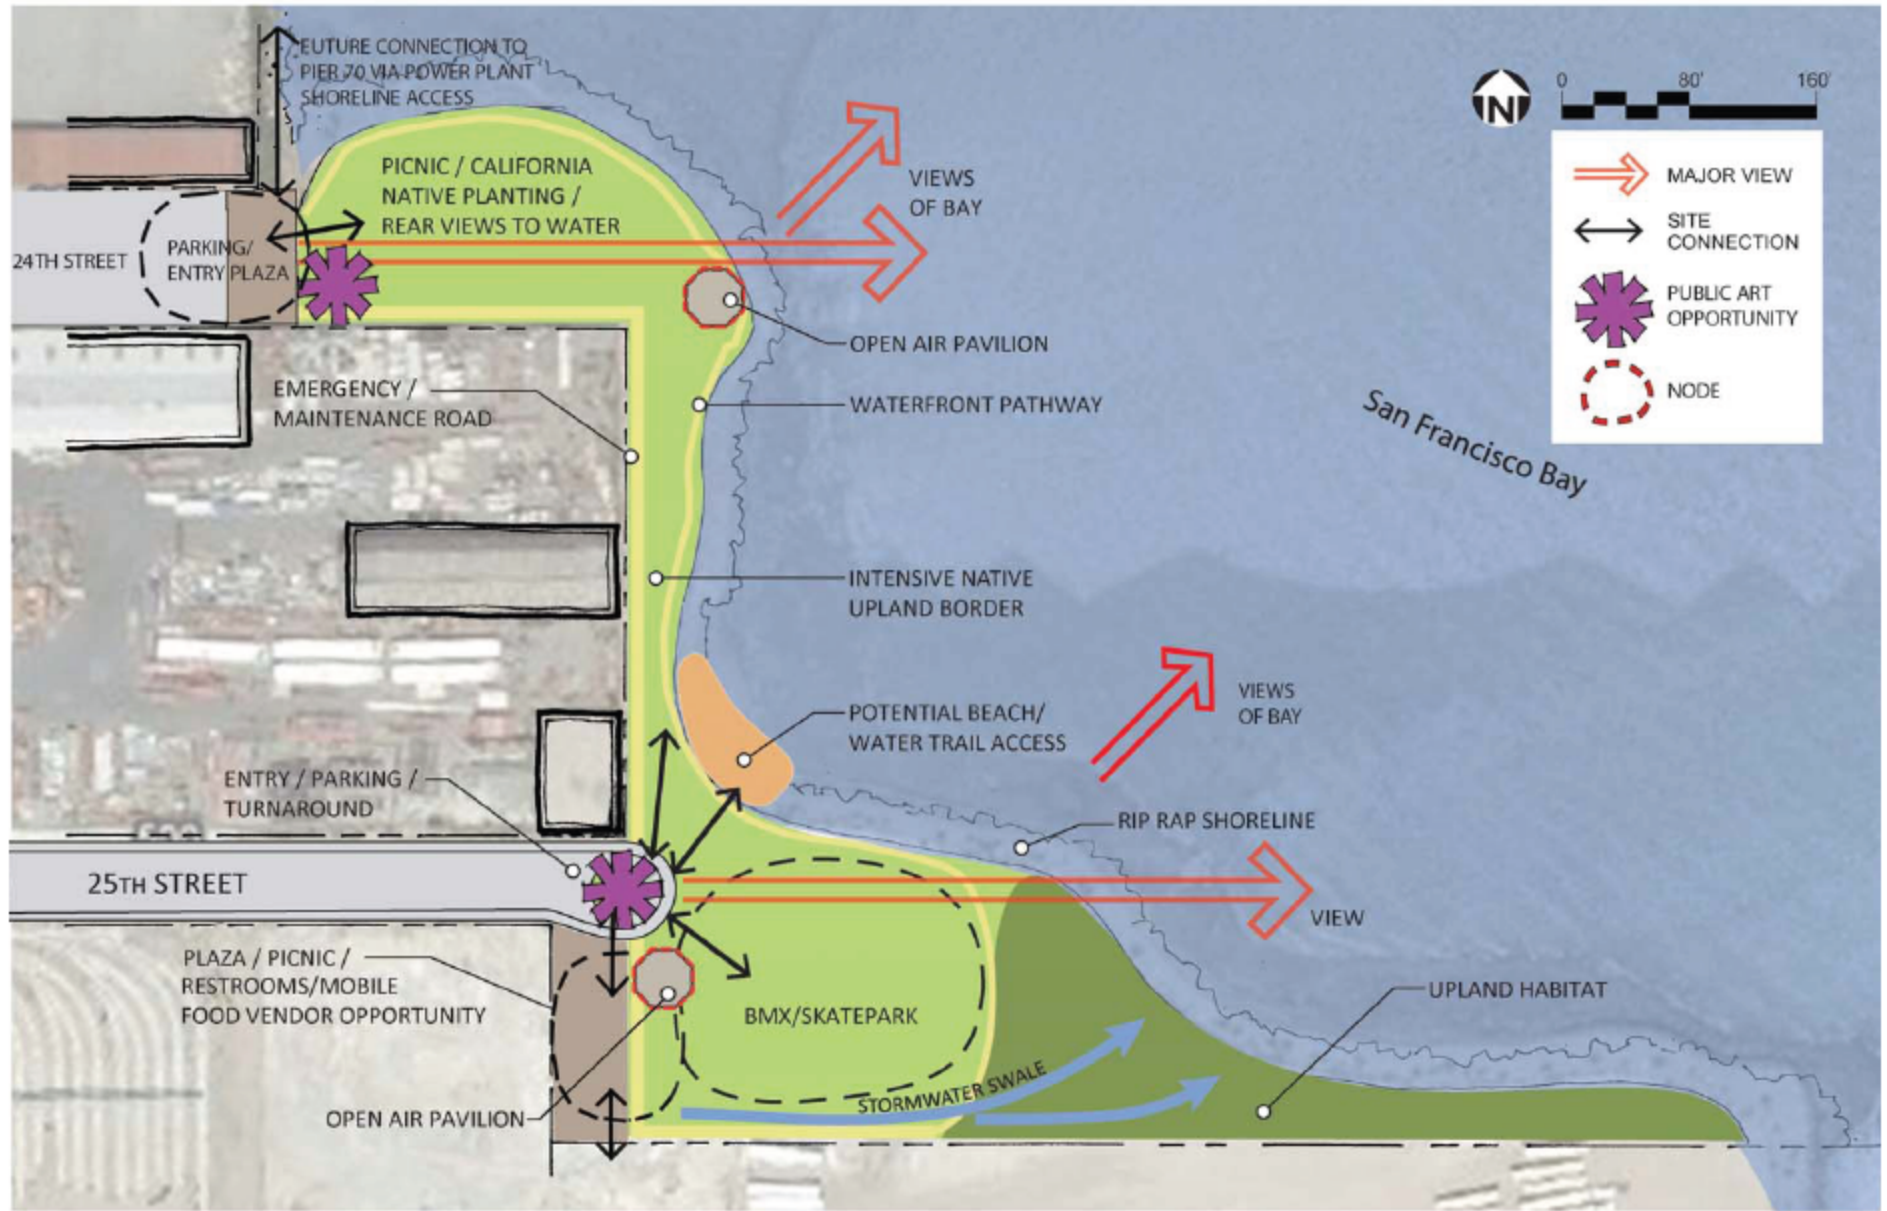 EUTURE CONNECTION TO
PIER 70 VIA POWER PLANT
SHORELINE ACCESS
PICNIC / CALIFORNIA
NATIVE PLANTING /
REAR VIEWS TO WATER
24TH STREET
PARKING/
ENTRY PLAZA
VIEWS
OF BAY
N
0 80' 160'
MAJOR VIEW
SITE
CONNECTION
PUBLIC ART
OPPORTUNITY
NODE
OPEN AIR PAVILION
EMERGENCY /
MAINTENANCE ROAD
WATERFRONT PATHWAY
San Francisco Bay
INTENSIVE NATIVE
UPLAND BORDER
VIEWS
OF BAY
POTENTIAL BEACH/
WATER TRAIL ACCESS
ENTRY / PARKING /
TURNAROUND
RIP RAP SHORELINE
25TH STREET
VIEW
PLAZA / PICNIC /
RESTROOMS/MOBILE
FOOD VENDOR OPPORTUNITY
BMX/SKATEPARK
UPLAND HABITAT
STORMWATER SWALE
OPEN AIR PAVILION